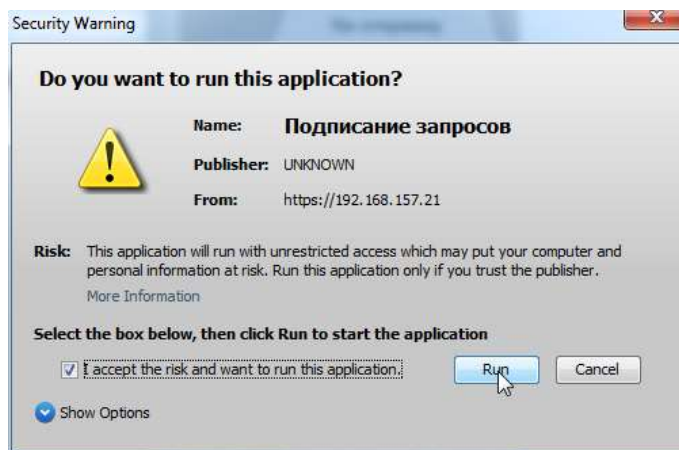 Security Warning
Do you want to run this application?
Name: Подписание запросов
Publisher: UNKNOWN
From: https://192.168.157.21
Risk: This application will run with unrestricted access which may put your computer and
personal information at risk. Run this application only if you trust the publisher.
More Information
Select the box below, then click Run to start the application
I accept the risk and want to run this application.
Run Cancel
Show Options